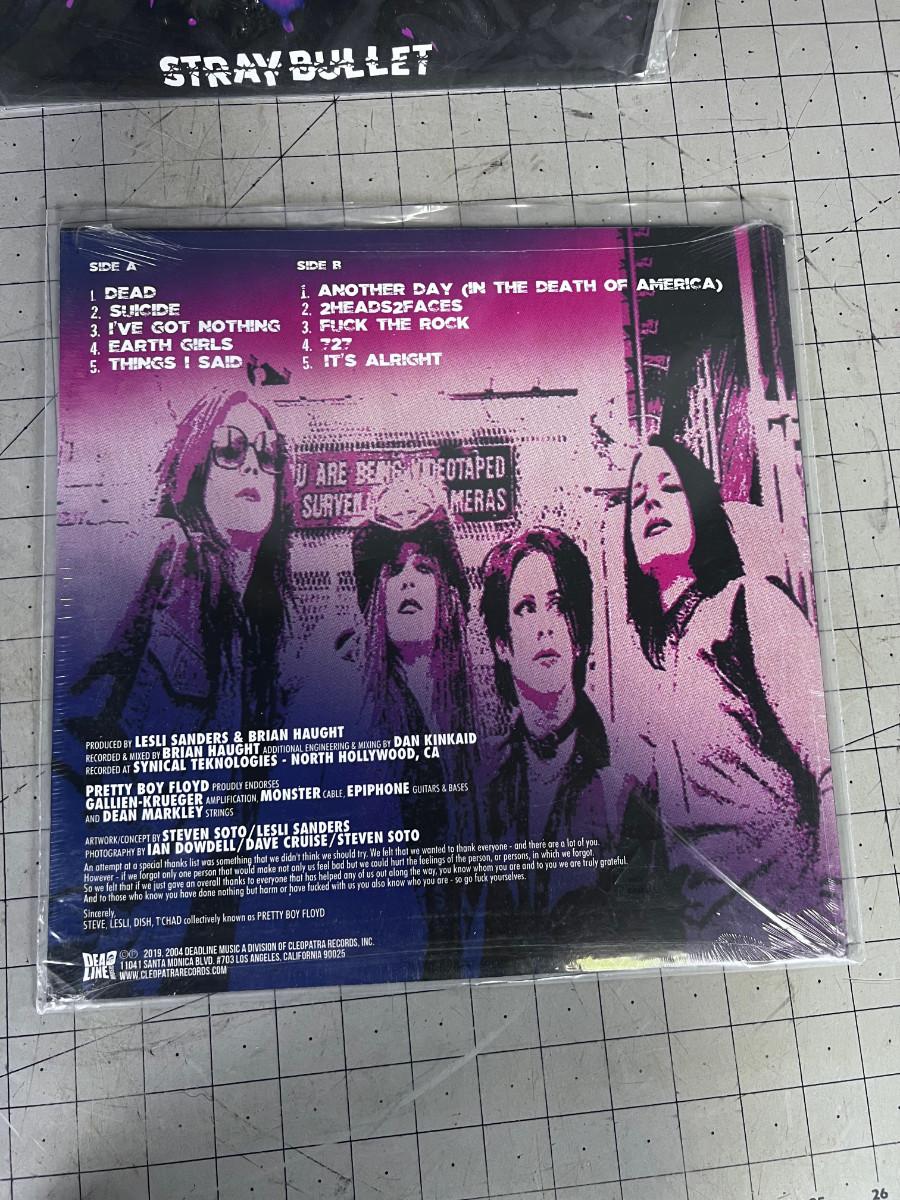 STRAY BULLET
SIDE A
1. DEAD
2. SUICIDE
3. I'VE GOT NOTHING
4. EARTH GIRLS
5. THINGS I SAID
SIDE B
1. ANOTHER DAY (IN THE DEATH OF AMERICA)
2. 2HEADS2FACES
3. FUCK THE ROCK
4. ?2?
5. IT'S ALRIGHT
U ARE BEING VIDEOTAPED
SURVEIL AMERAS
PRODUCED BY LESLI SANDERS & BRIAN HAUGHT
RECORDED & MIXED BY BRIAN HAUGHT ADDITIONAL ENGINEERING & MIXING BY DAN KINKAID
RECORDED AT SYNICAL TEKNOLOGIES - NORTH HOLLYWOOD, CA
PRETTY BOY FLOYD PROUDLY ENDORSES
GALLIEN-KRUEGER AMPLIFICATION, MONSTER CABLE, EPIPHONE GUITARS & BASES
AND DEAN MARKLEY STRINGS
ARTWORK/CONCEPT BY STEVEN SOTO/LESLI SANDERS
PHOTOGRAPHY BY IAN DOWDELL/DAVE CRUISE/STEVEN SOTO
An attempt at a special thanks list was something that we didn't think we should try. We felt that we wanted to thank everyone - and there are a lot of you.
However - if we forgot only one person that would make not only us feel bad but we could hurt the feelings of the person, or persons, in which we forgot
So we felt that if we just gave an overall thanks to everyone that has helped any of us out along the way, you know whom you are and to you we are truly grateful.
And to those who know you have done nothing but harm or have fucked with us you also know who you are - so go fuck yourselves.
Sincerely,
STEVE, LESLI, DISH, T'CHAD collectively known as PRETTY BOY FLOYD
DEADLINE
©℗ 2019, 2004 DEADLINE MUSIC A DIVISION OF CLEOPATRA RECORDS, INC.
11041 SANTA MONICA BLVD. #703 LOS ANGELES, CALIFORNIA 90025
WWW.CLEOPATRARECORDS.COM
26